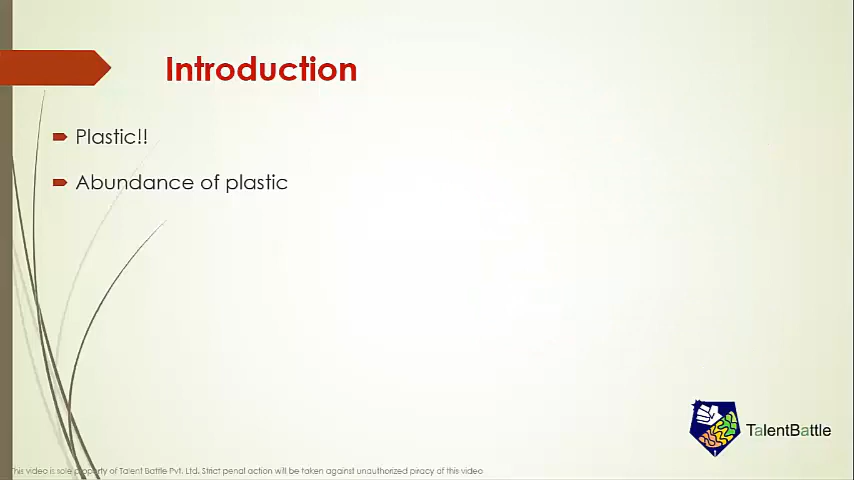 Introduction
Plastic!!
Abundance of plastic
TalentBattle
This video is sole property of Talent Battle Pvt. Ltd. Strict penal action will be taken against unauthorized piracy of this video